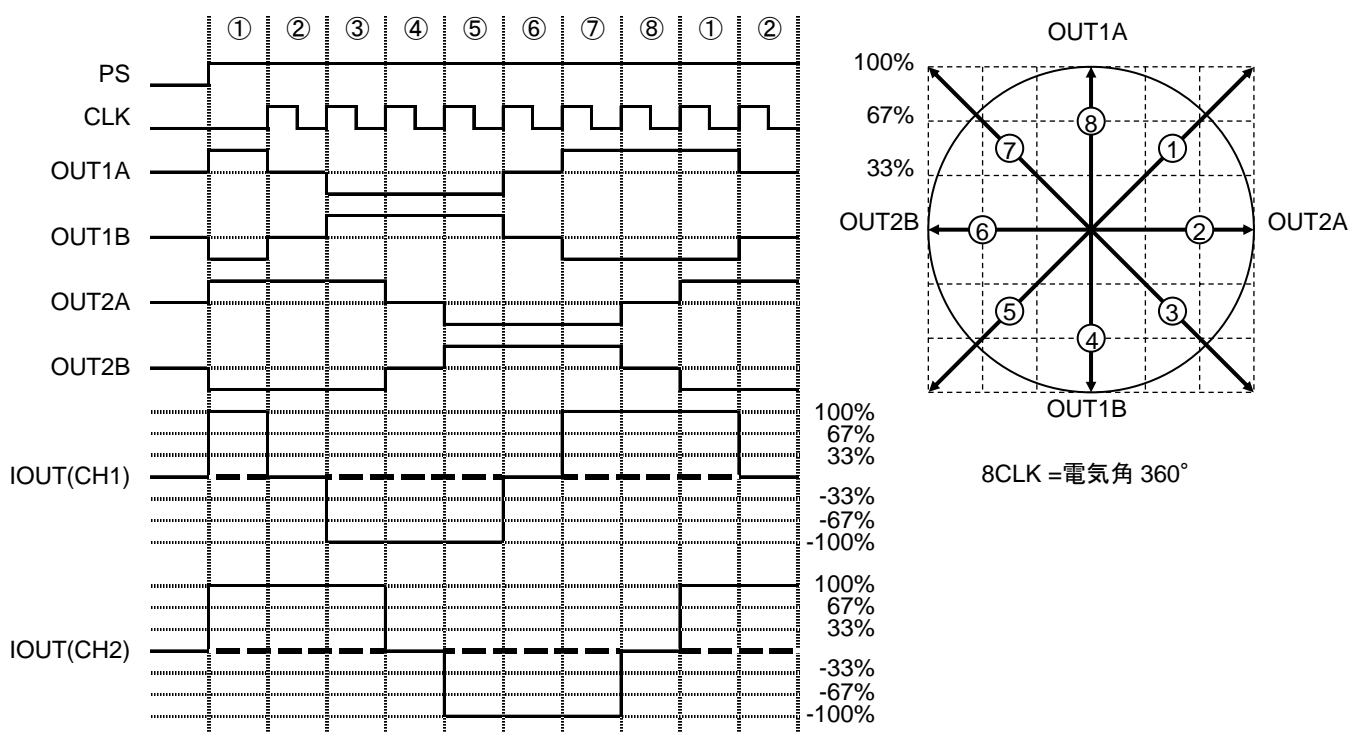 ① ② ③ ④ ⑤ ⑥ ⑦ ⑧ ① ②
PS
CLK
OUT1A
OUT1B
OUT2A
OUT2B
IOUT(CH1)
100%
67%
33%
-33%
-67%
-100%
IOUT(CH2)
100%
67%
33%
-33%
-67%
-100%
OUT1A
100%
67%
33%
OUT2B
OUT2A
OUT1B
⑧
⑦
①
⑥
②
⑤
③
④
8CLK =電気角 360°